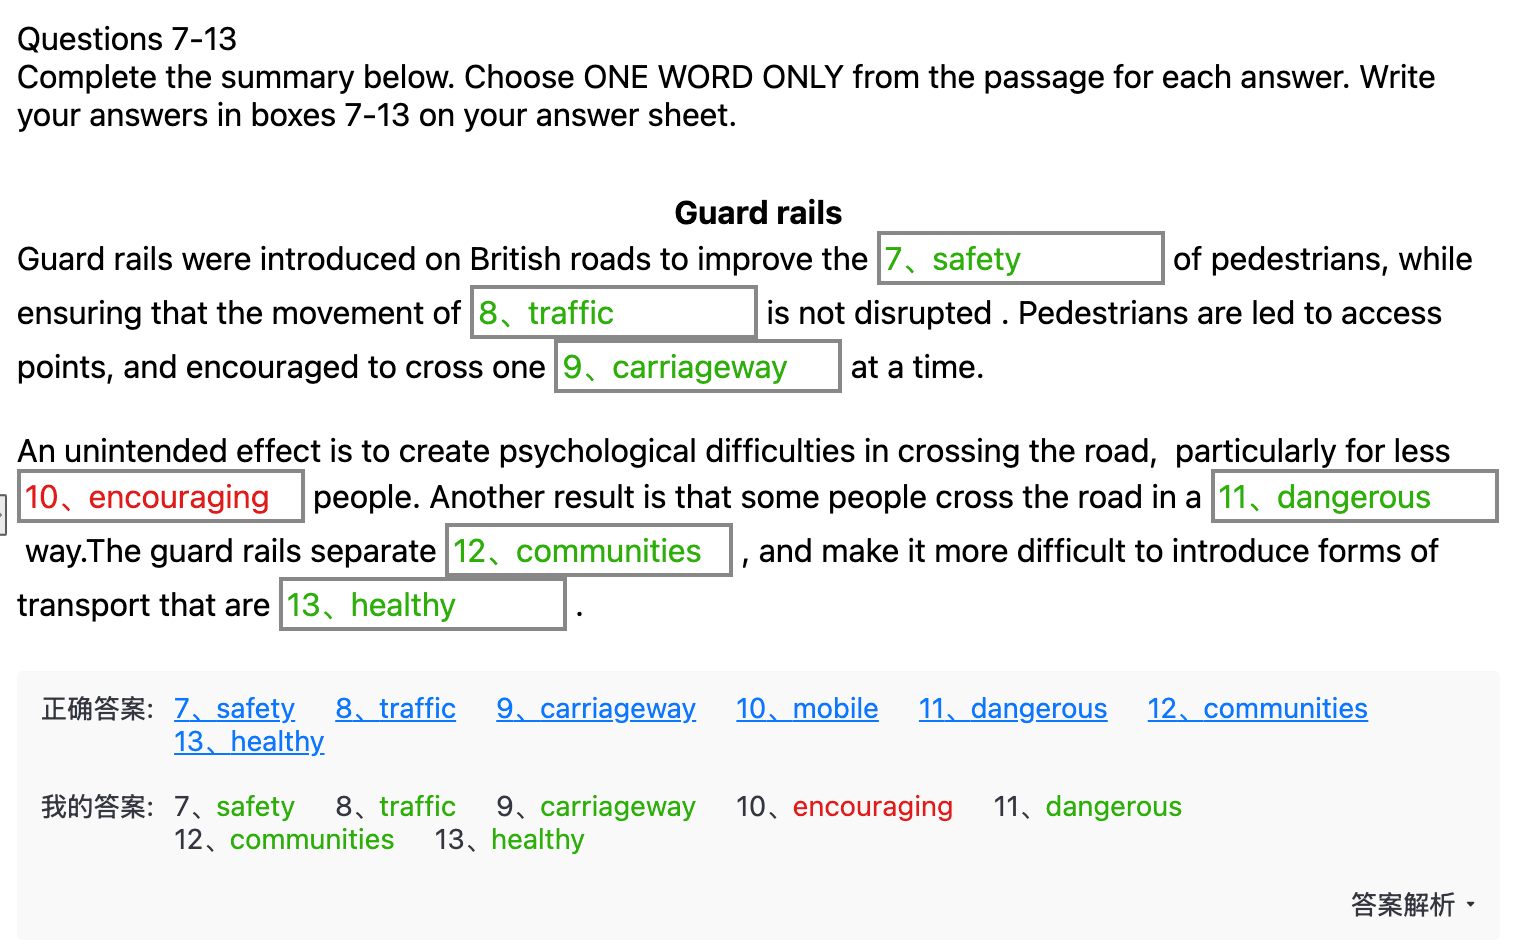 Questions 7-13
Complete the summary below. Choose ONE WORD ONLY from the passage for each answer. Write
your answers in boxes 7-13 on your answer sheet.
Guard rails
Guard rails were introduced on British roads to improve the 7、safety of pedestrians, while
ensuring that the movement of 8、traffic is not disrupted . Pedestrians are led to access
points, and encouraged to cross one 9、carriageway at a time.
An unintended effect is to create psychological difficulties in crossing the road, particularly for less
10、encouraging people. Another result is that some people cross the road in a 11、dangerous
way.The guard rails separate 12、communities , and make it more difficult to introduce forms of
transport that are 13、healthy .
正确答案: 7、safety 8、traffic 9、carriageway 10、mobile 11、dangerous 12、communities
13、healthy
我的答案: 7、safety 8、traffic 9、carriageway 10、encouraging 11、dangerous
12、communities 13、healthy
答案解析